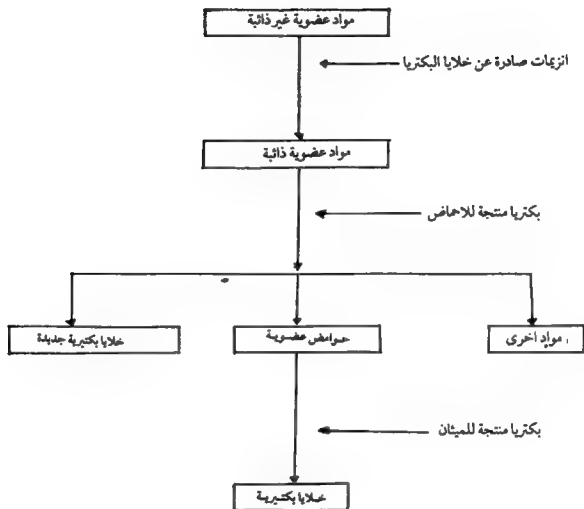 مواد عضوية غير ذائبة
انزيمات صادرة عن خلايا البكتريا
مواد عضوية ذائبة
بكتريا منتجة للاحماض
مواد اخرى
حوامض عضوية
خلايا بكتيرية جديدة
بكتريا منتجة للميثان
خلايا بكتيرية